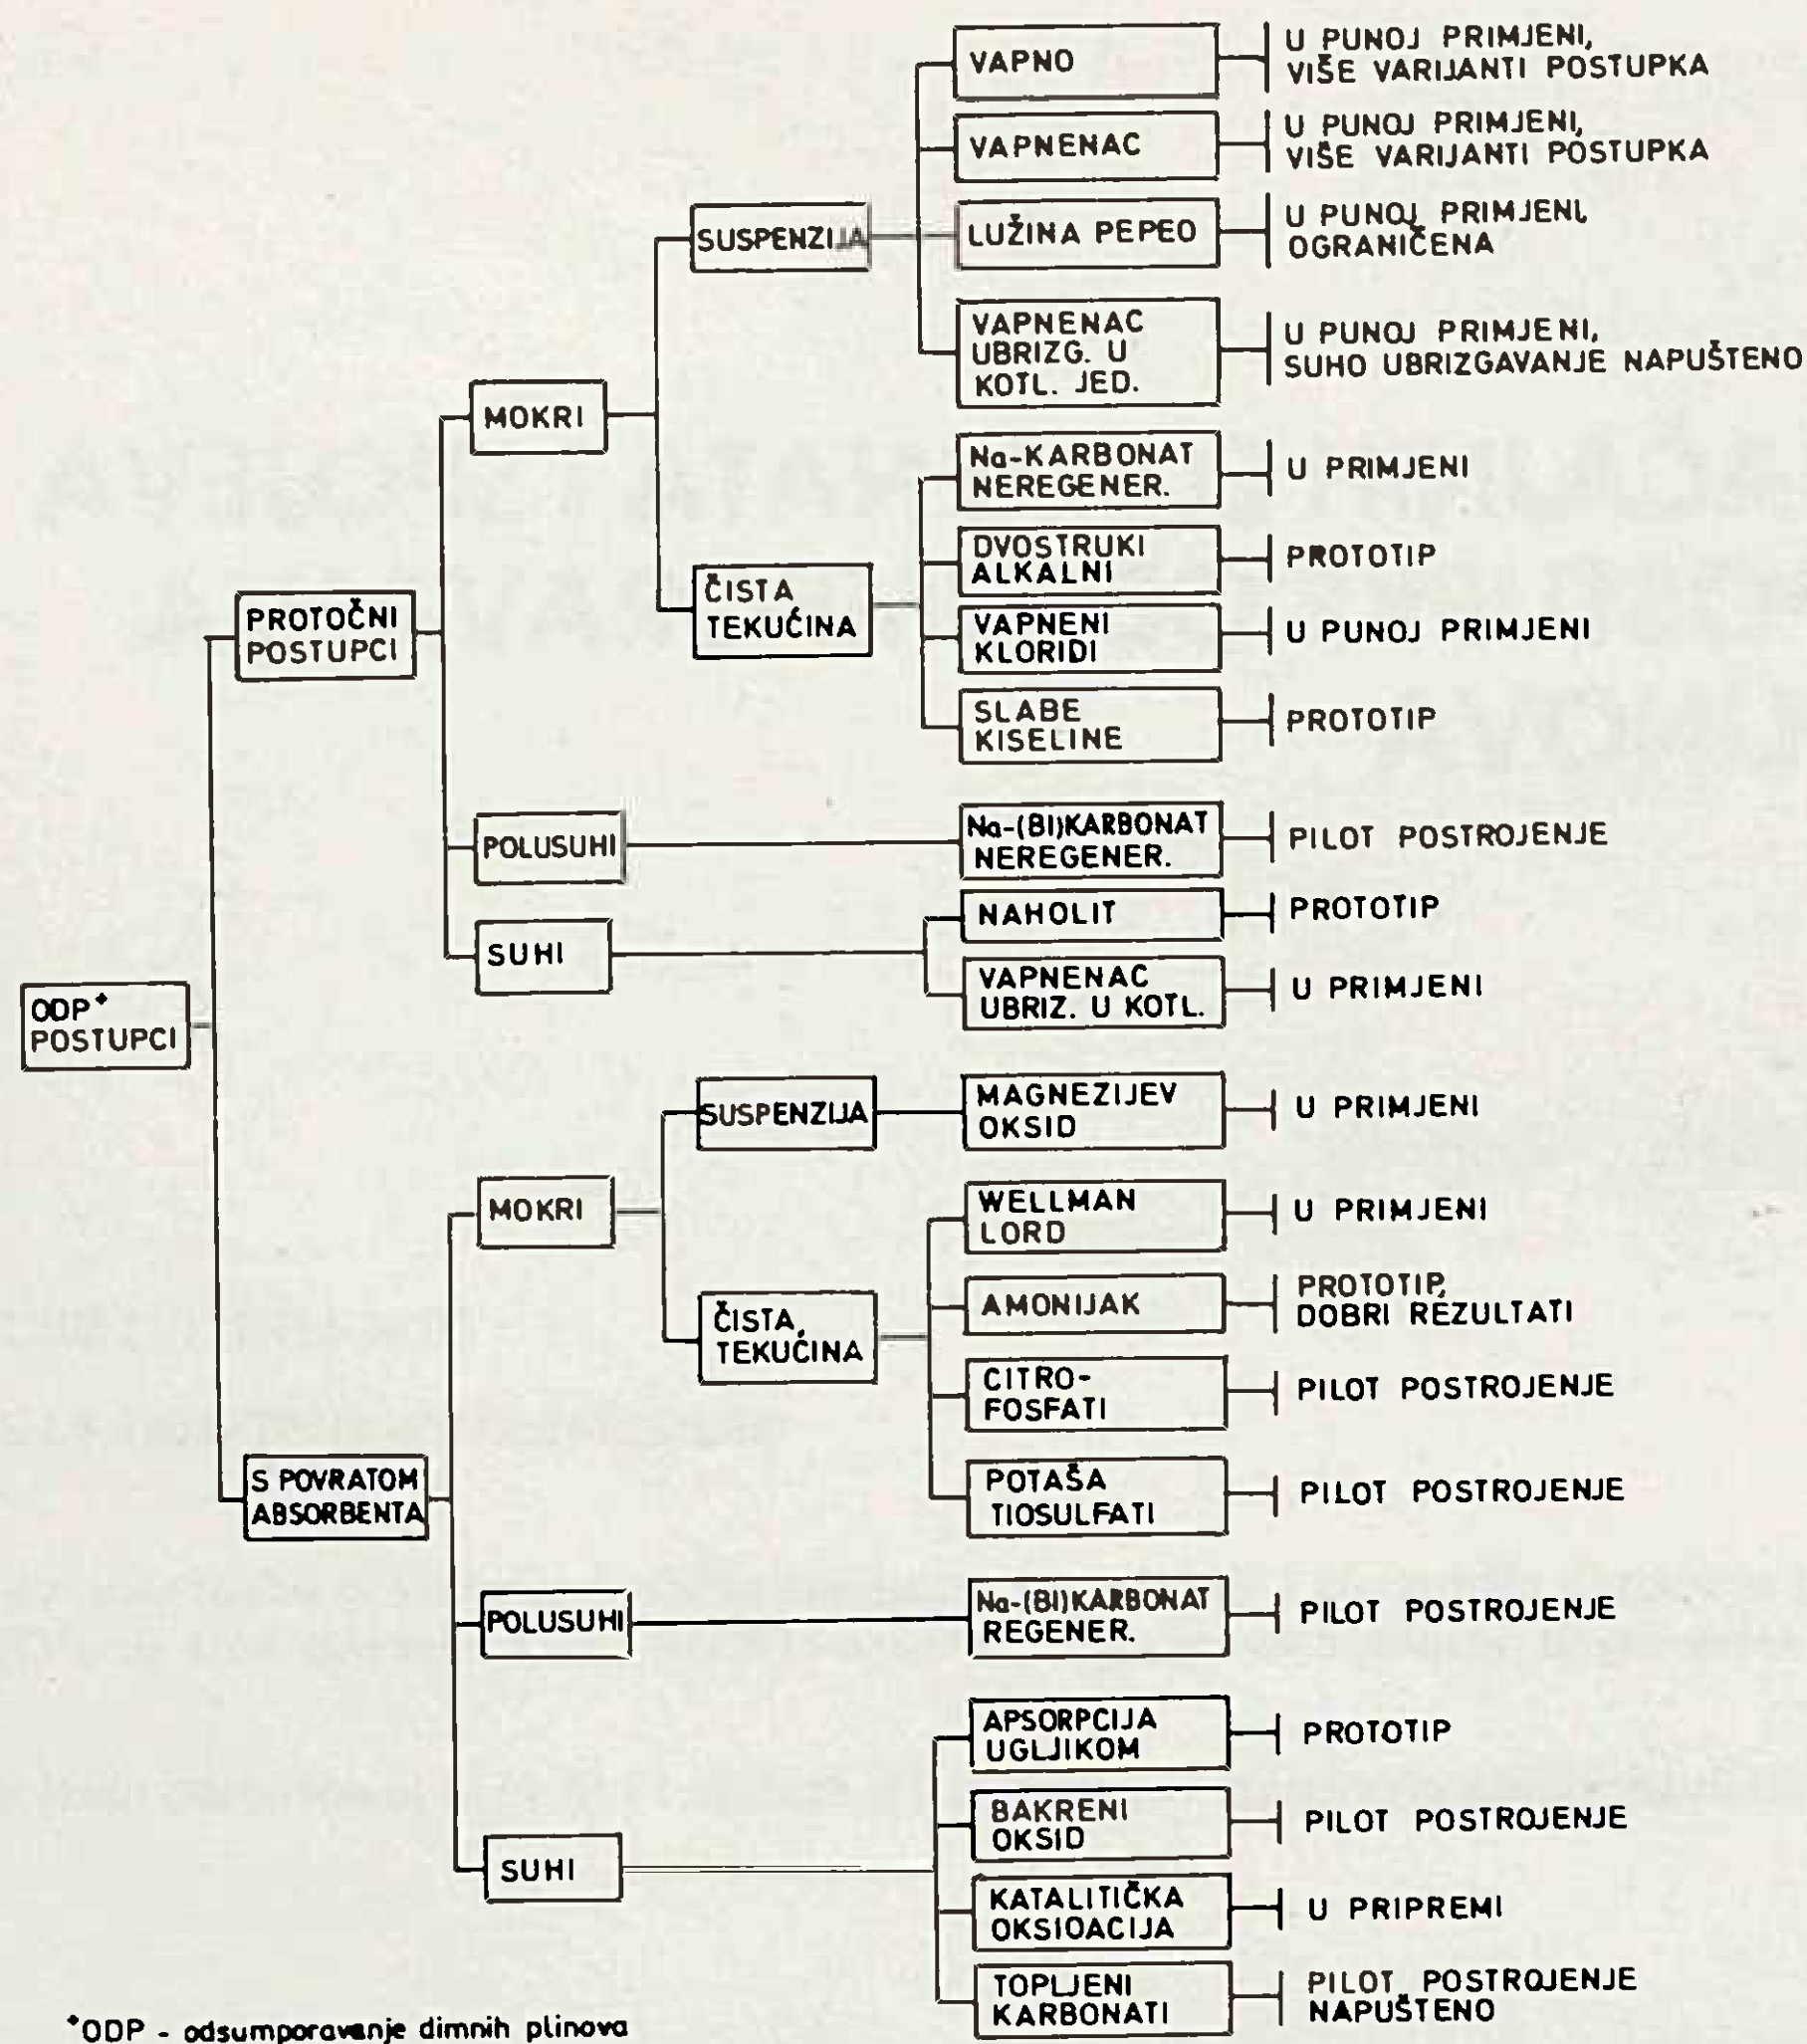 ODP*
POSTUPCI
PROTOČNI
POSTUPCI
MOKRI
SUSPENZIJA
VAPNO
U PUNOJ PRIMJENI,
VIŠE VARIJANTI POSTUPKA
VAPNENAC
U PUNOJ PRIMJENI,
VIŠE VARIJANTI POSTUPKA
LUŽINA PEPEO
U PUNOJ PRIMJENI,
OGRANIČENA
VAPNENAC
UBRIZG. U
KOTL. JED.
U PUNOJ PRIMJENI,
SUHO UBRIZGAVANJE NAPUŠTENO
ČISTA
TEKUĆINA
Na-KARBONAT
NEREGENER.
U PRIMJENI
DVOSTRUKI
ALKALNI
PROTOTIP
VAPNENI
KLORIDI
U PUNOJ PRIMJENI
SLABE
KISELINE
PROTOTIP
POLUSUHI
Na-(BI)KARBONAT
NEREGENER.
PILOT POSTROJENJE
SUHI
NAHOLIT
PROTOTIP
VAPNENAC
UBRIZ. U KOTL.
U PRIMJENI
S POVRATOM
ABSORBENTA
MOKRI
SUSPENZIJA
MAGNEZIJEV
OKSID
U PRIMJENI
ČISTA
TEKUĆINA
WELLMAN
LORD
U PRIMJENI
AMONIJAK
PROTOTIP,
DOBRI REZULTATI
CITRO-
FOSFATI
PILOT POSTROJENJE
POTAŠA
TIOSULFATI
PILOT POSTROJENJE
POLUSUHI
Na-(BI)KARBONAT
REGENER.
PILOT POSTROJENJE
SUHI
APSORPCIJA
UGLJIKOM
PROTOTIP
BAKRENI
OKSID
PILOT POSTROJENJE
KATALITIČKA
OKSIOACIJA
U PRIPREMI
TOPLJENI
KARBONATI
PILOT POSTROJENJE
NAPUŠTENO
*ODP - odsumporavanje dimnih plinova